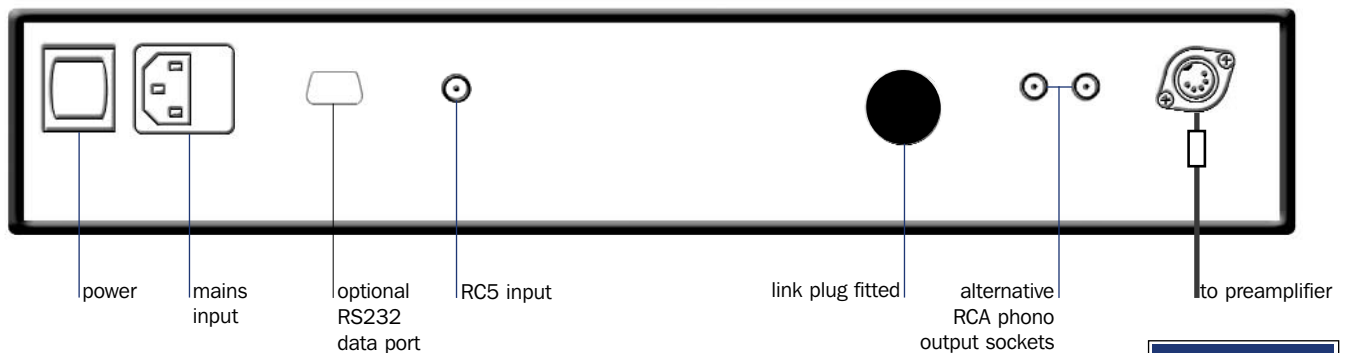 power
mains
input
optional
RS232
data port
RC5 input
link plug fitted
alternative
RCA phono
output sockets
to preamplifier